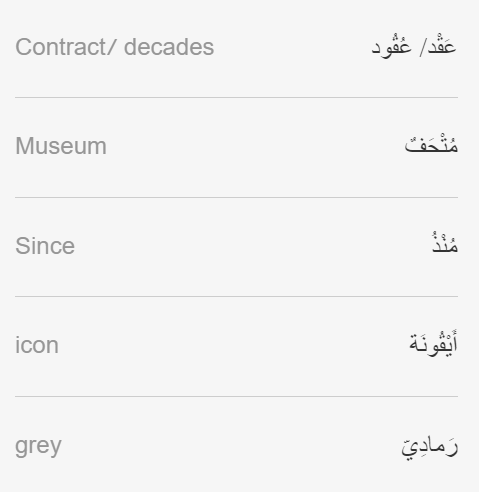 Contract/ decades عَقْد/ عُقُود
Museum مُتْحَفٌ
Since مُنْذُ
icon أَيْقُونَة
grey رَمادِيّ